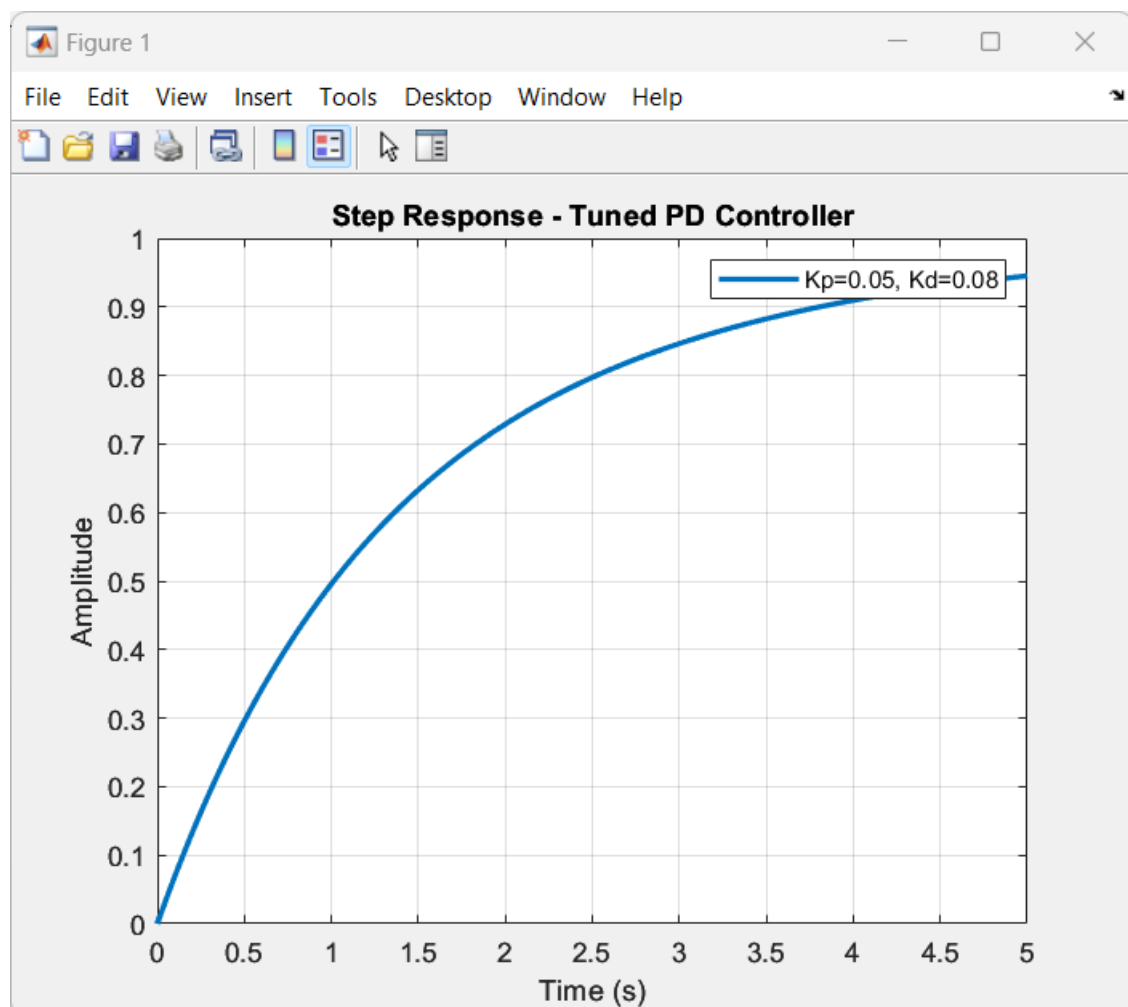 Figure 1
File Edit View Insert Tools Desktop Window Help
Step Response - Tuned PD Controller
Kp=0.05, Kd=0.08
1
0.9
0.8
0.7
0.6
0.5
0.4
0.3
0.2
0.1
0
Amplitude
0 0.5 1 1.5 2 2.5 3 3.5 4 4.5 5
Time (s)